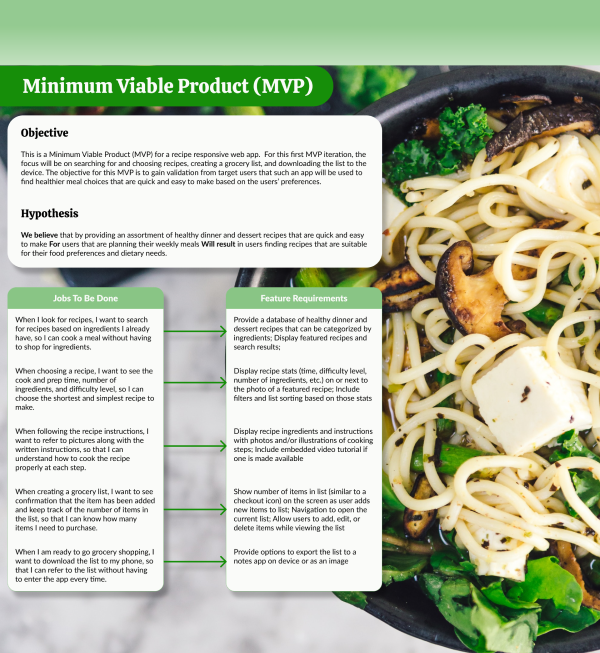 Minimum Viable Product (MVP)
Objective
This is a Minimum Viable Product (MVP) for a recipe responsive web app.  For this first MVP iteration, the
focus will be on searching for and choosing recipes, creating a grocery list, and downloading the list to the
device. The objective for this MVP is to gain validation from target users that such an app will be used to
find healthier meal choices that are quick and easy to make based on the users' preferences.
Hypothesis
We believe that by providing an assortment of healthy dinner and dessert recipes that are quick and easy
to make For users that are planning their weekly meals Will result in users finding recipes that are suitable
for their food preferences and dietary needs.
Jobs To Be Done
When I look for recipes, I want to search
for recipes based on ingredients I already
have, so I can cook a meal without having
to shop for ingredients.
When choosing a recipe, I want to see the
cook and prep time, number of
ingredients, and difficulty level, so I can
choose the shortest and simplest recipe to
make.
When following the recipe instructions, I
want to refer to pictures along with the
written instructions, so that I can
understand how to cook the recipe
properly at each step.
When creating a grocery list, I want to see
confirmation that the item has been added
and keep track of the number of items in
the list, so that I can know how many
items I need to purchase.
When I am ready to go grocery shopping, I
want to download the list to my phone, so
that I can refer to the list without having
to enter the app every time.
Feature Requirements
Provide a database of healthy dinner and
dessert recipes that can be categorized by
ingredients; Display featured recipes and
search results;
Display recipe stats (time, difficulty level,
number of ingredients, etc.) on or next to
the photo of a featured recipe; Include
filters and list sorting based on those stats
Display recipe ingredients and instructions
with photos and/or illustrations of cooking
steps; Include embedded video tutorial if
one is made available
Show number of items in list (similar to a
checkout icon) on the screen as user adds
new items to list; Navigation to open the
current list; Allow users to add, edit, or
delete items while viewing the list
Provide options to export the list to a
notes app on device or as an image